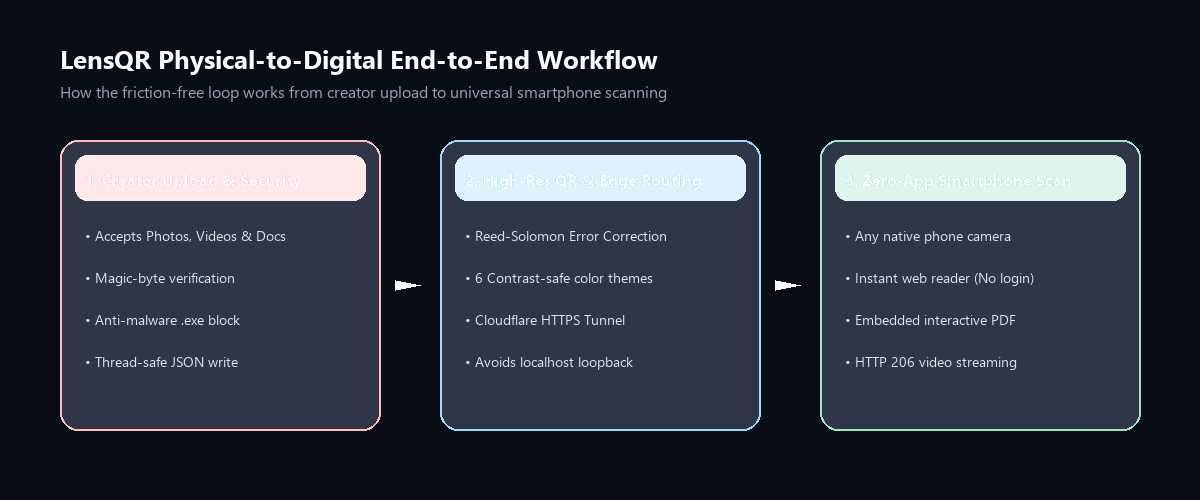 LensQR Physical-to-Digital End-to-End Workflow
How the friction-free loop works from creator upload to universal smartphone scanning
1. Creator Upload & Security
• Accepts Photos, Videos & Docs
• Magic-byte verification
• Anti-malware .exe block
• Thread-safe JSON write
2. High-Res QR & Edge Routing
• Reed-Solomon Error Correction
• 6 Contrast-safe color themes
• Cloudflare HTTPS Tunnel
• Avoids localhost loopback
3. Zero-App Smartphone Scan
• Any native phone camera
• Instant web reader (No login)
• Embedded interactive PDF
• HTTP 206 video streaming